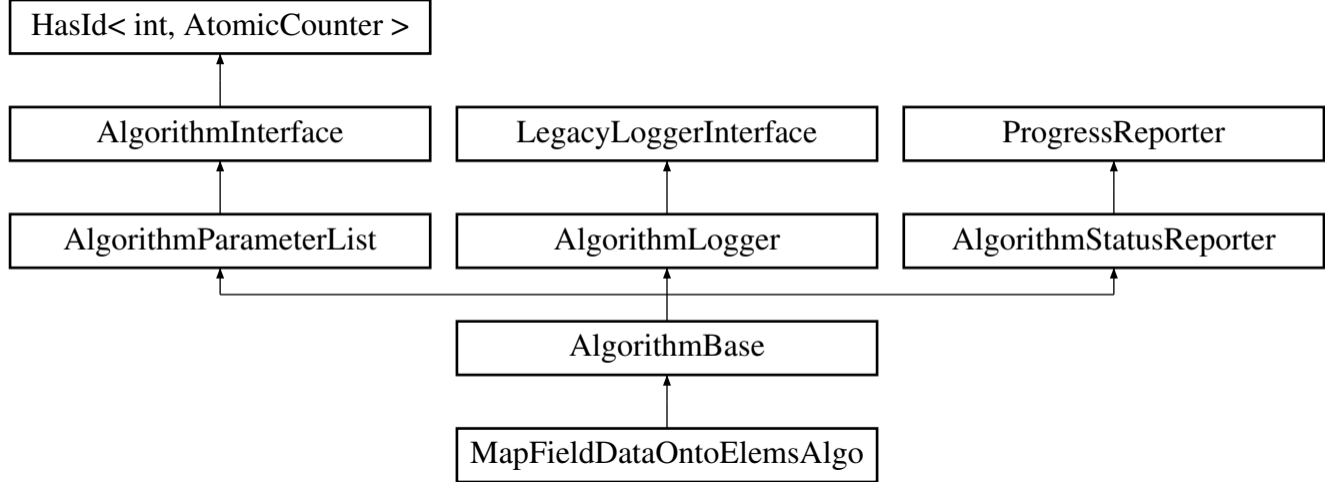 HasId< int, AtomicCounter >
AlgorithmInterface
LegacyLoggerInterface
ProgressReporter
AlgorithmParameterList
AlgorithmLogger
AlgorithmStatusReporter
AlgorithmBase
MapFieldDataOntoElemsAlgo